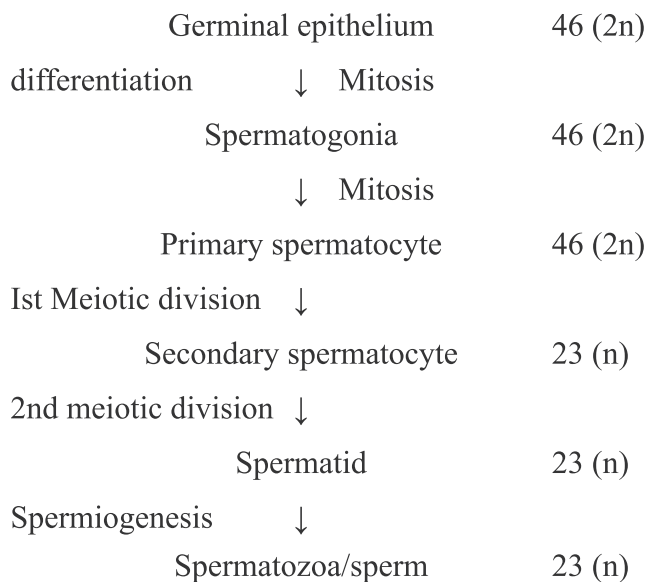 Germinal epithelium 46 (2n)
differentiation ↓ Mitosis
Spermatogonia 46 (2n)
↓ Mitosis
Primary spermatocyte 46 (2n)
Ist Meiotic division ↓
Secondary spermatocyte 23 (n)
2nd meiotic division ↓
Spermatid 23 (n)
Spermiogenesis ↓
Spermatozoa/sperm 23 (n)